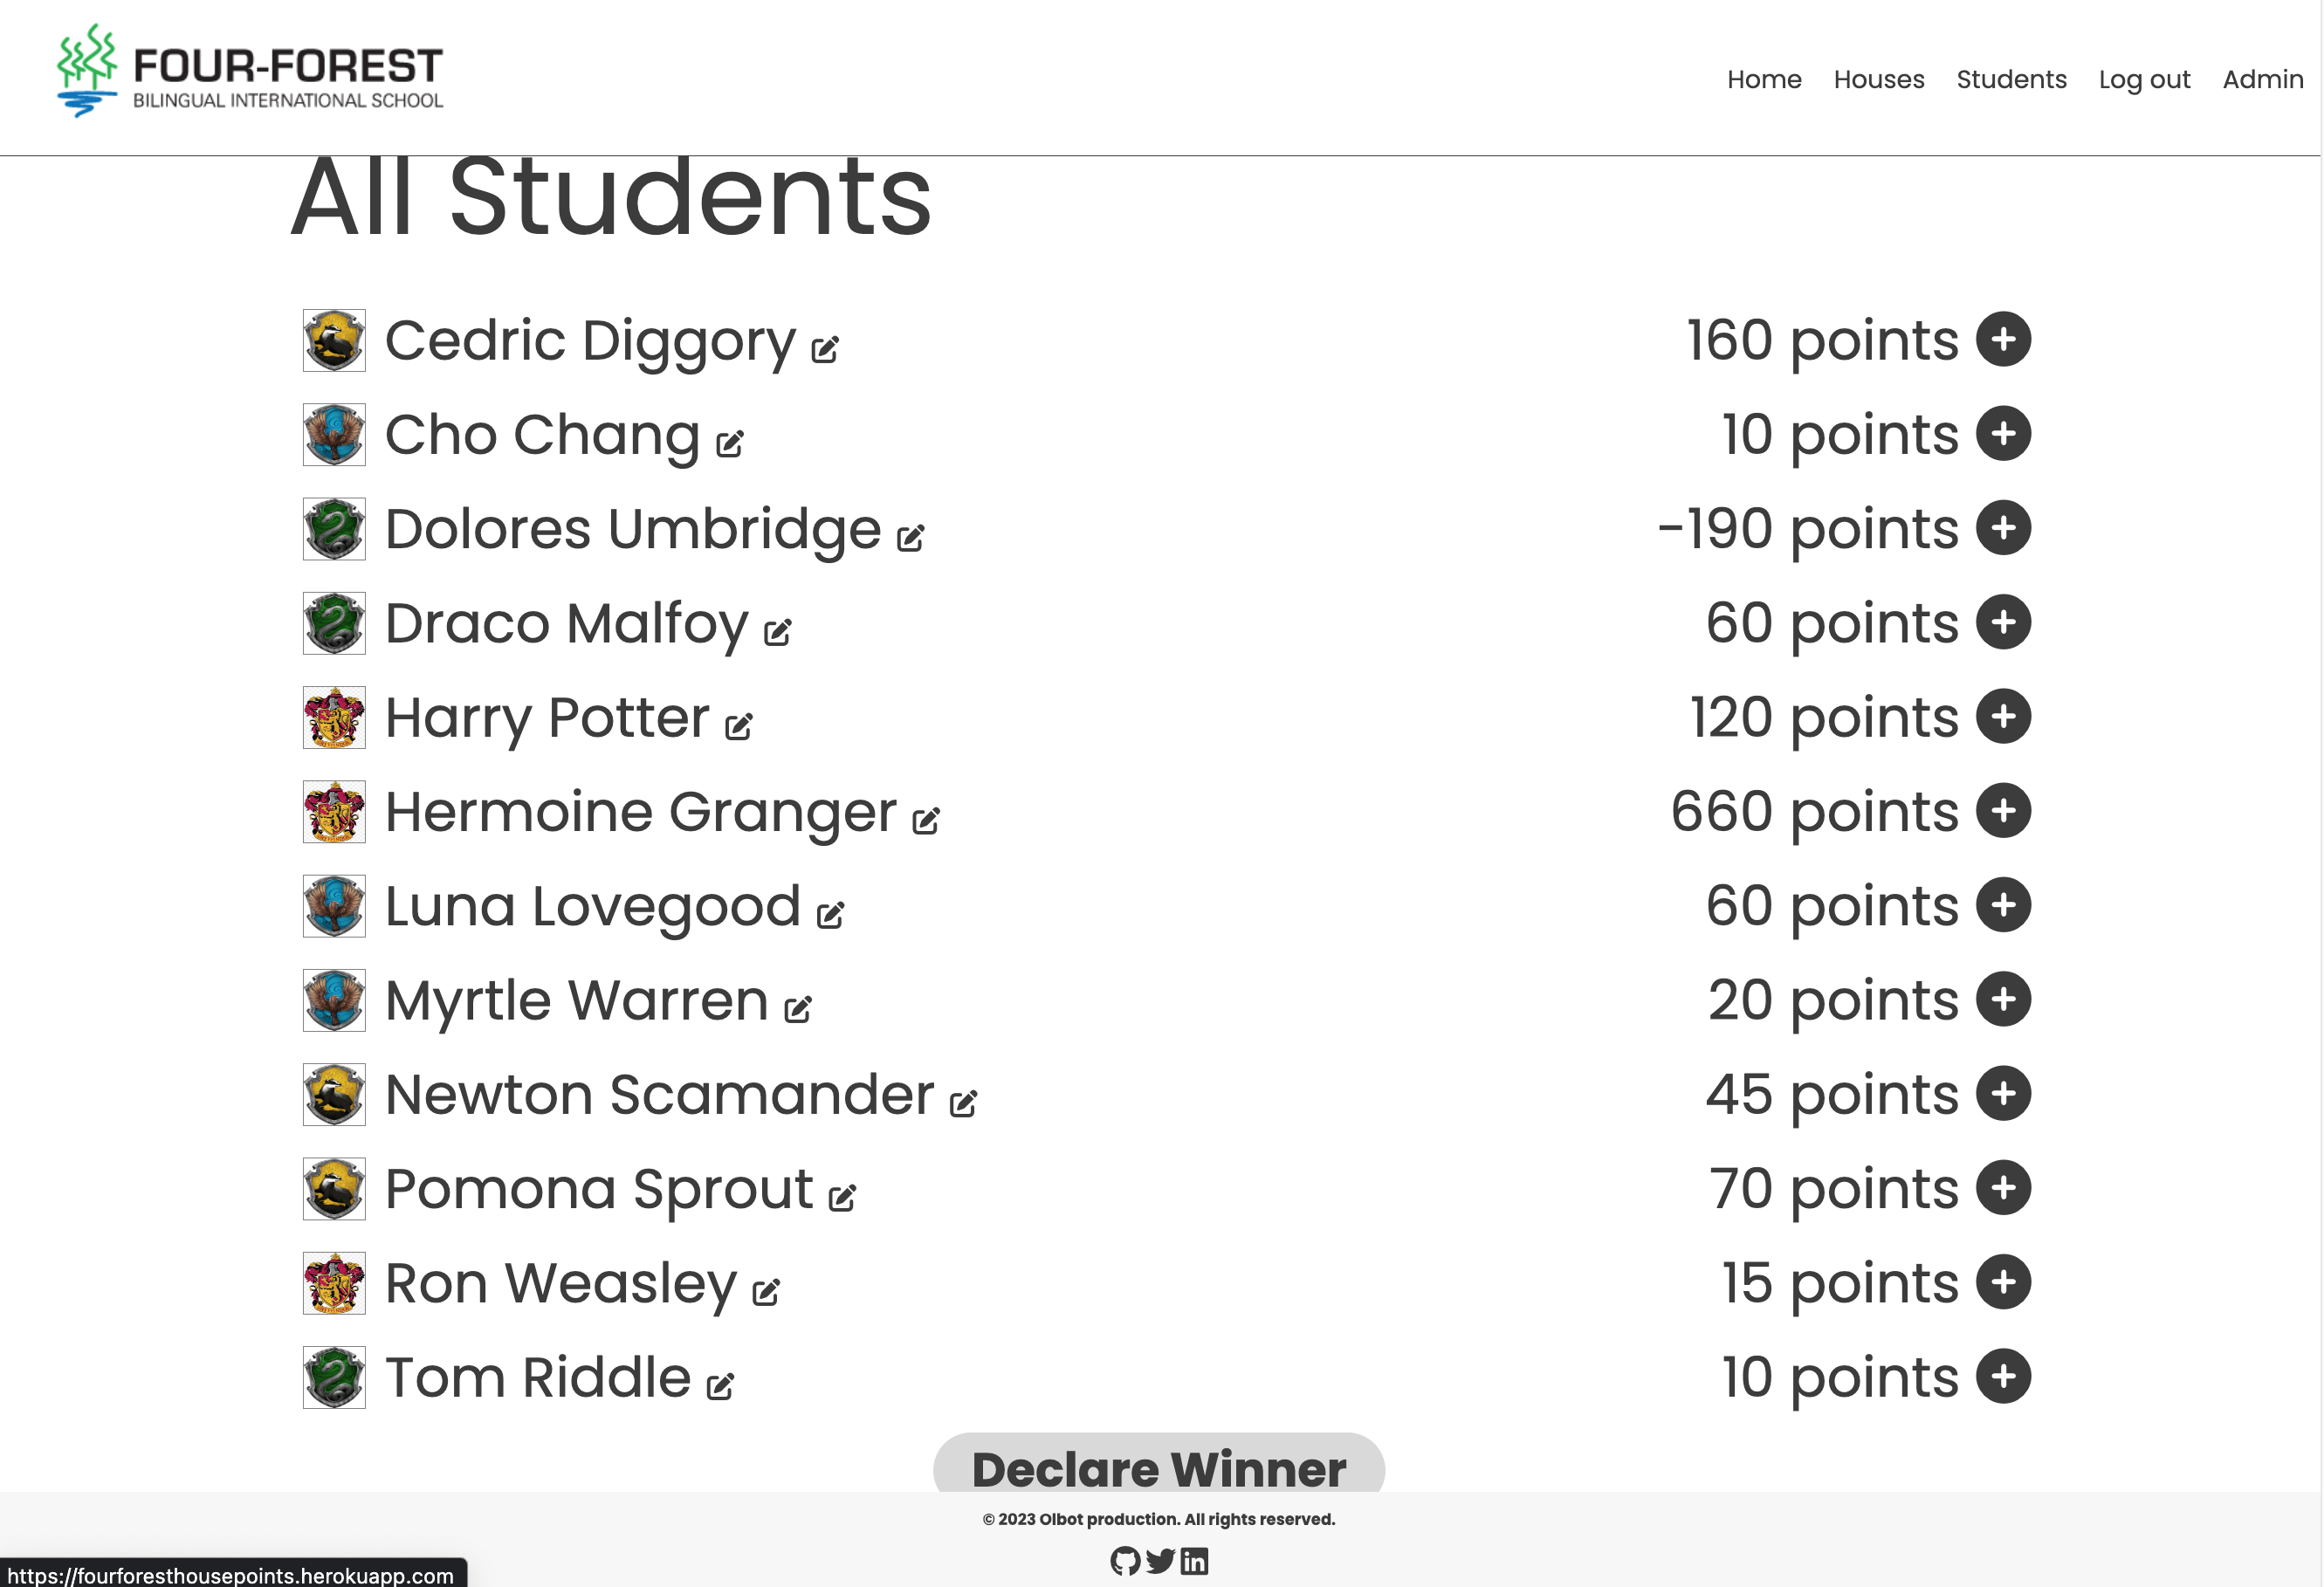 FOUR-FOREST
BILINGUAL INTERNATIONAL SCHOOL
Home Houses Students Log out Admin
All Students
Cedric Diggory 160 points
Cho Chang 10 points
Dolores Umbridge -190 points
Draco Malfoy 60 points
Harry Potter 120 points
Hermoine Granger 660 points
Luna Lovegood 60 points
Myrtle Warren 20 points
Newton Scamander 45 points
Pomona Sprout 70 points
Ron Weasley 15 points
Tom Riddle 10 points
Declare Winner
© 2023 Olbot production. All rights reserved.
https://fourforesthousepoints.herokuapp.com